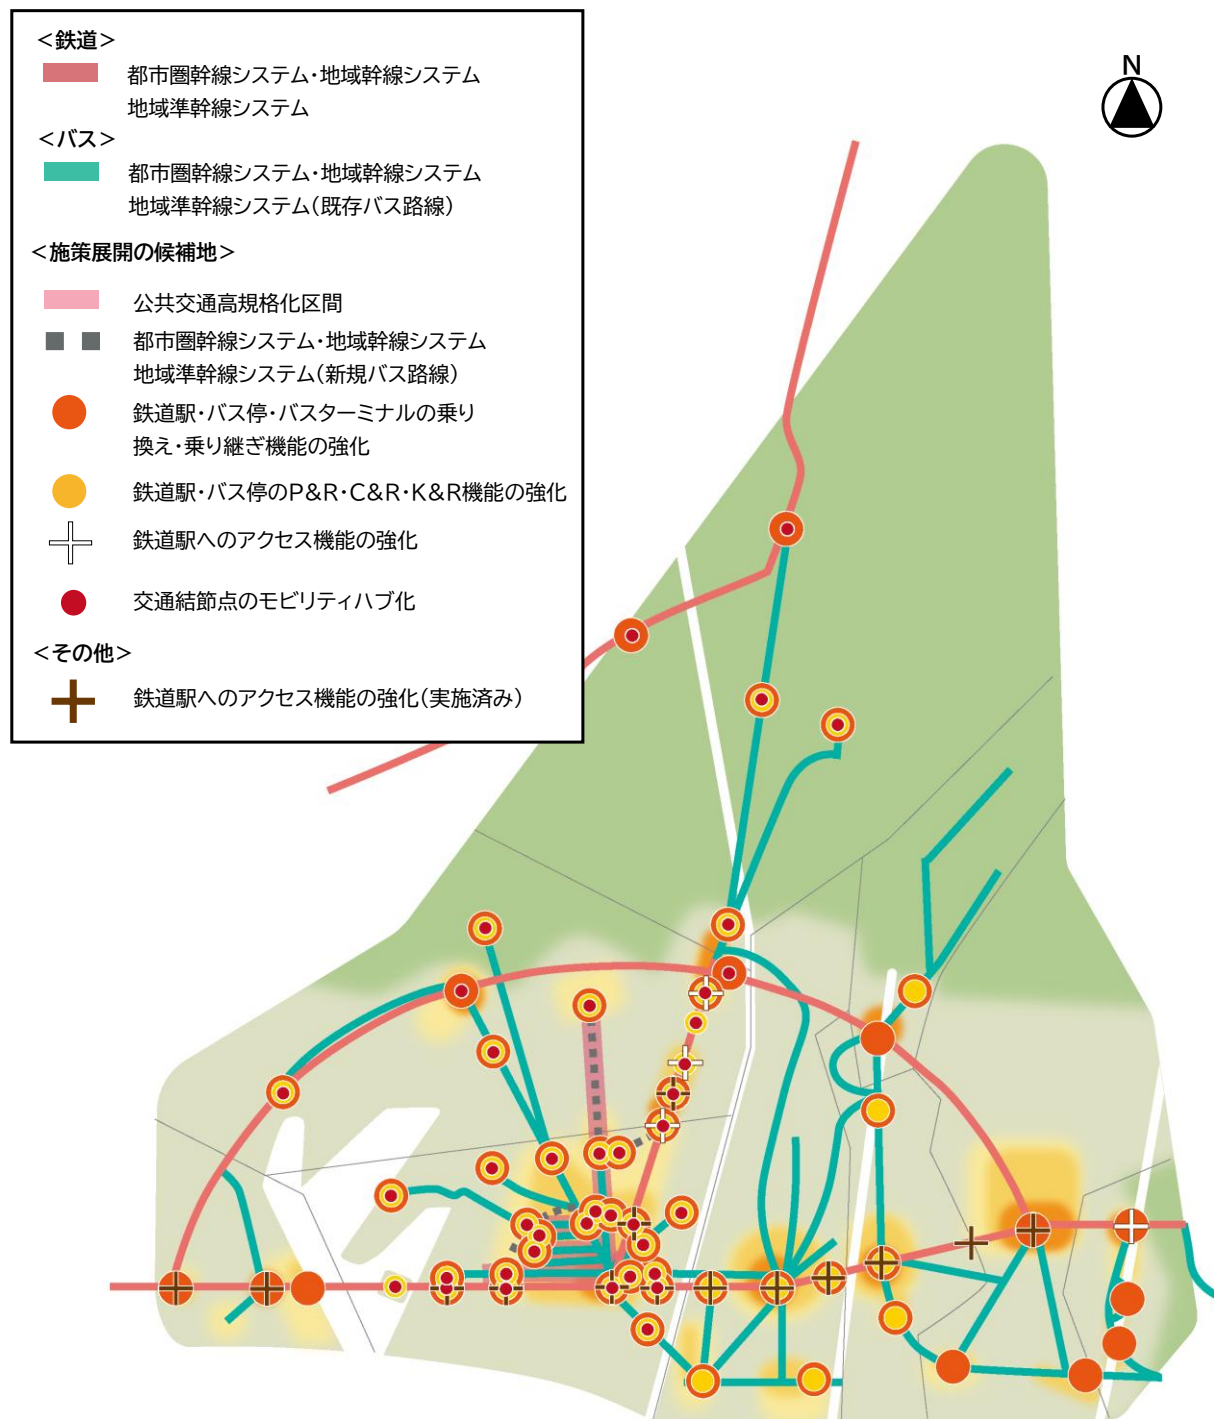 <鉄道>
都市圏幹線システム・地域幹線システム
地域準幹線システム
<バス>
都市圏幹線システム・地域幹線システム
地域準幹線システム(既存バス路線)
<施策展開の候補地>
公共交通高規格化区間
都市圏幹線システム・地域幹線システム
地域準幹線システム(新規バス路線)
鉄道駅・バス停・バスターミナルの乗り
換え・乗り継ぎ機能の強化
鉄道駅・バス停のP&R・C&R・K&R機能の強化
鉄道駅へのアクセス機能の強化
交通結節点のモビリティハブ化
<その他>
鉄道駅へのアクセス機能の強化(実施済み)
N